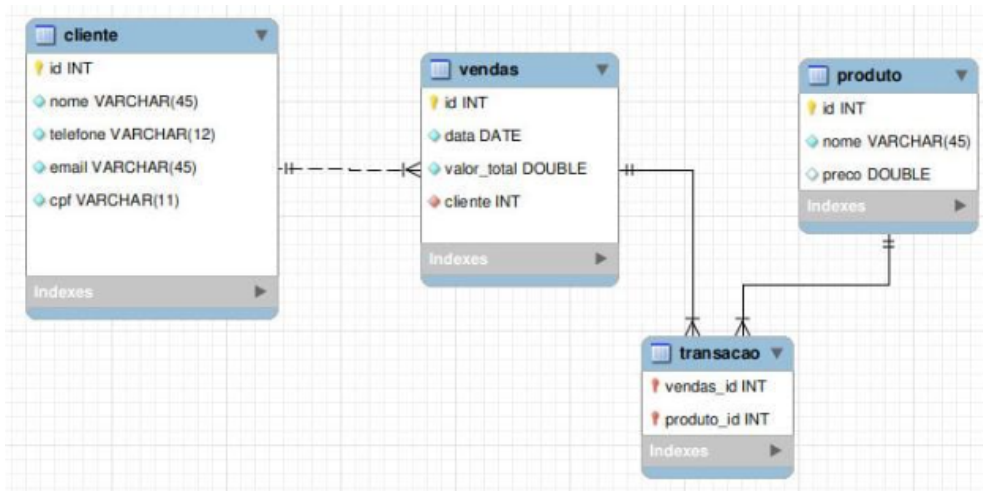 cliente
id INT
nome VARCHAR(45)
telefone VARCHAR(12)
email VARCHAR(45)
cpf VARCHAR(11)
Indexes
vendas
id INT
data DATE
valor_total DOUBLE
cliente INT
Indexes
produto
id INT
nome VARCHAR(45)
preco DOUBLE
Indexes
transacao
vendas_id INT
produto_id INT
Indexes